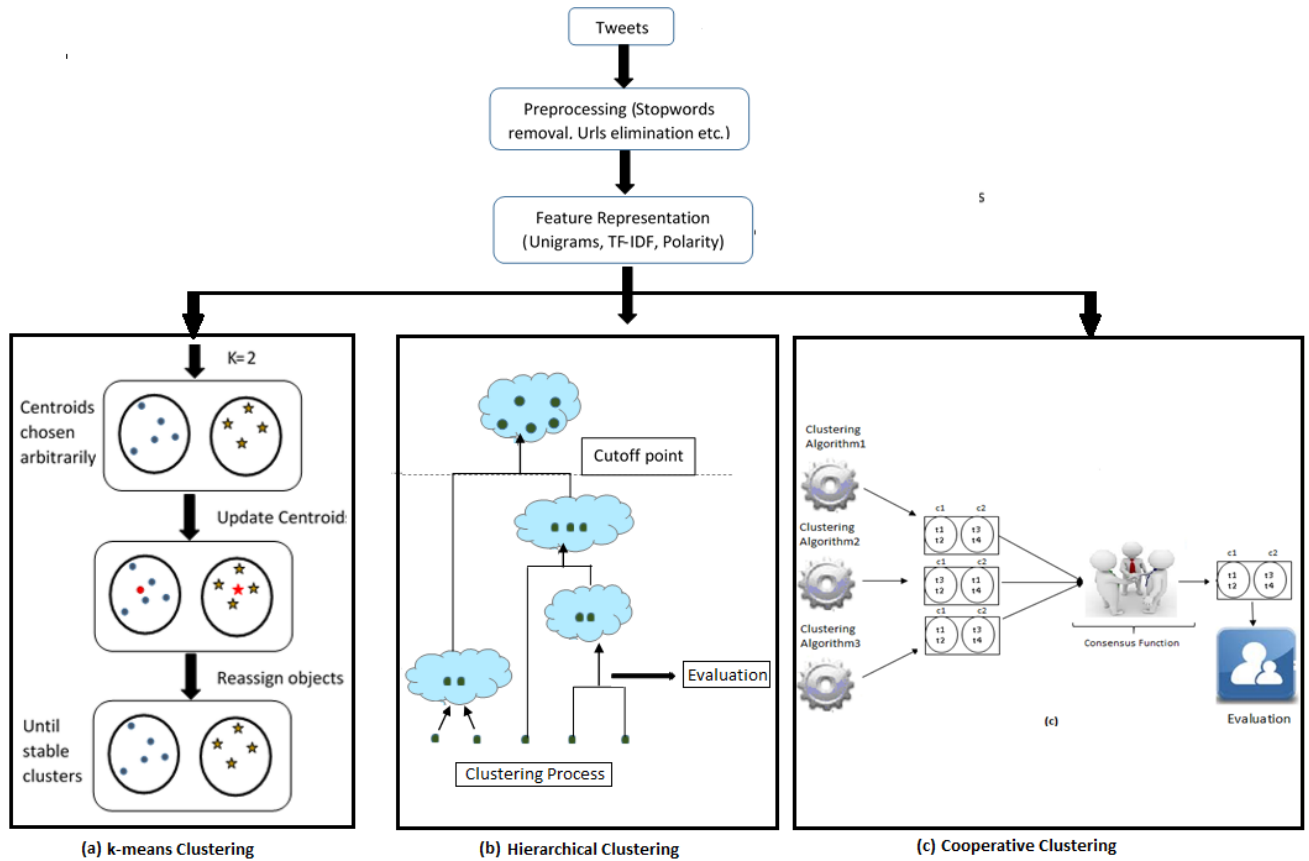 Tweets
Preprocessing (Stopwords
removal, Urls elimination etc.)
s
Feature Representation
(Unigrams, TF-IDF, Polarity)
K=2
Centroids
chosen
arbitrarily
Update Centroids
Reassign objects
Until
stable
clusters
(a) k-means Clustering
Cutoff point
Evaluation
Clustering Process
(b) Hierarchical Clustering
Clustering
Algorithm1
c1 c2
t1 t3
t2 t4
Clustering
Algorithm2
c1 c2
t3 t1
t2 t4
Clustering
Algorithm3
c1 c2
t1 t3
t2 t4
Consensus Function
c1 c2
t1 t3
t2 t4
Evaluation
(c)
(c) Cooperative Clustering